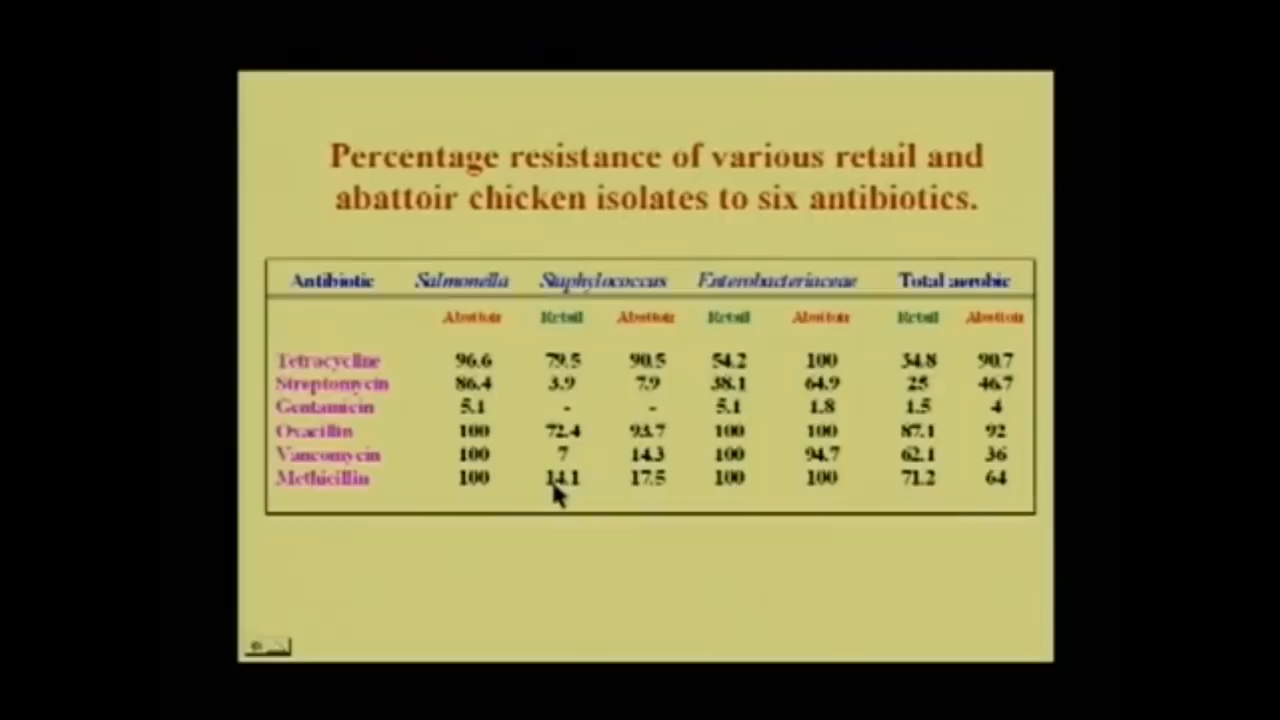 Percentage resistance of various retail and
abattoir chicken isolates to six antibiotics.
Antibiotic Salmonella Staphylococcus Enterobacteriaceae Total aerobic
Abattoir Retail Abattoir Retail Abattoir Retail Abattoir
Tetracycline 96.6 79.5 90.5 54.2 100 34.8 90.7
Streptomycin 86.4 3.9 7.9 38.1 64.9 25 46.7
Gentamicin 5.1 - - 5.1 1.8 1.5 4
Oxacillin 100 72.4 93.7 100 100 87.1 92
Vancomycin 100 7 14.3 100 94.7 62.1 36
Methicillin 100 14.1 17.5 100 100 71.2 64